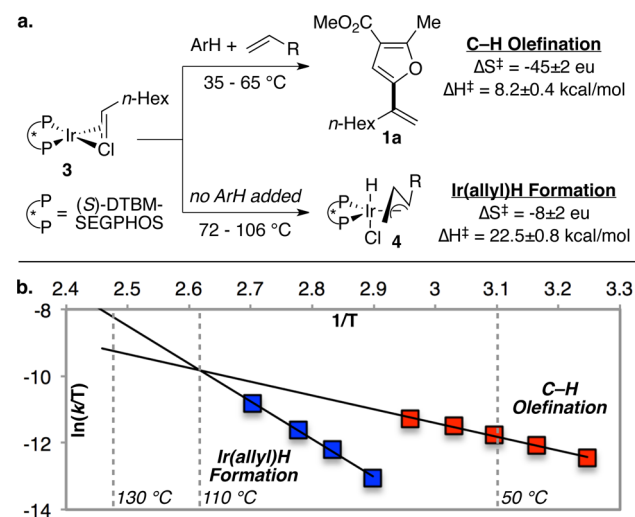 a.
ArH + R
35 - 65 °C
MeO₂C Me
O
n-Hex
1a
C–H Olefination
ΔS‡ = -45±2 eu
ΔH‡ = 8.2±0.4 kcal/mol
n-Hex
P
* Ir
P
Cl
3
P
* = (S)-DTBM-
P SEGPHOS
no ArH added
72 - 106 °C
H R
P
* Ir –
P
Cl 4
Ir(allyl)H Formation
ΔS‡ = -8±2 eu
ΔH‡ = 22.5±0.8 kcal/mol
b.
2.4 2.5 2.6 2.7 2.8 2.9 3 3.1 3.2 3.3
1/T
-8
-10
-12
-14
ln(k/T)
C–H
Olefination
Ir(allyl)H
Formation
130 °C 110 °C 50 °C